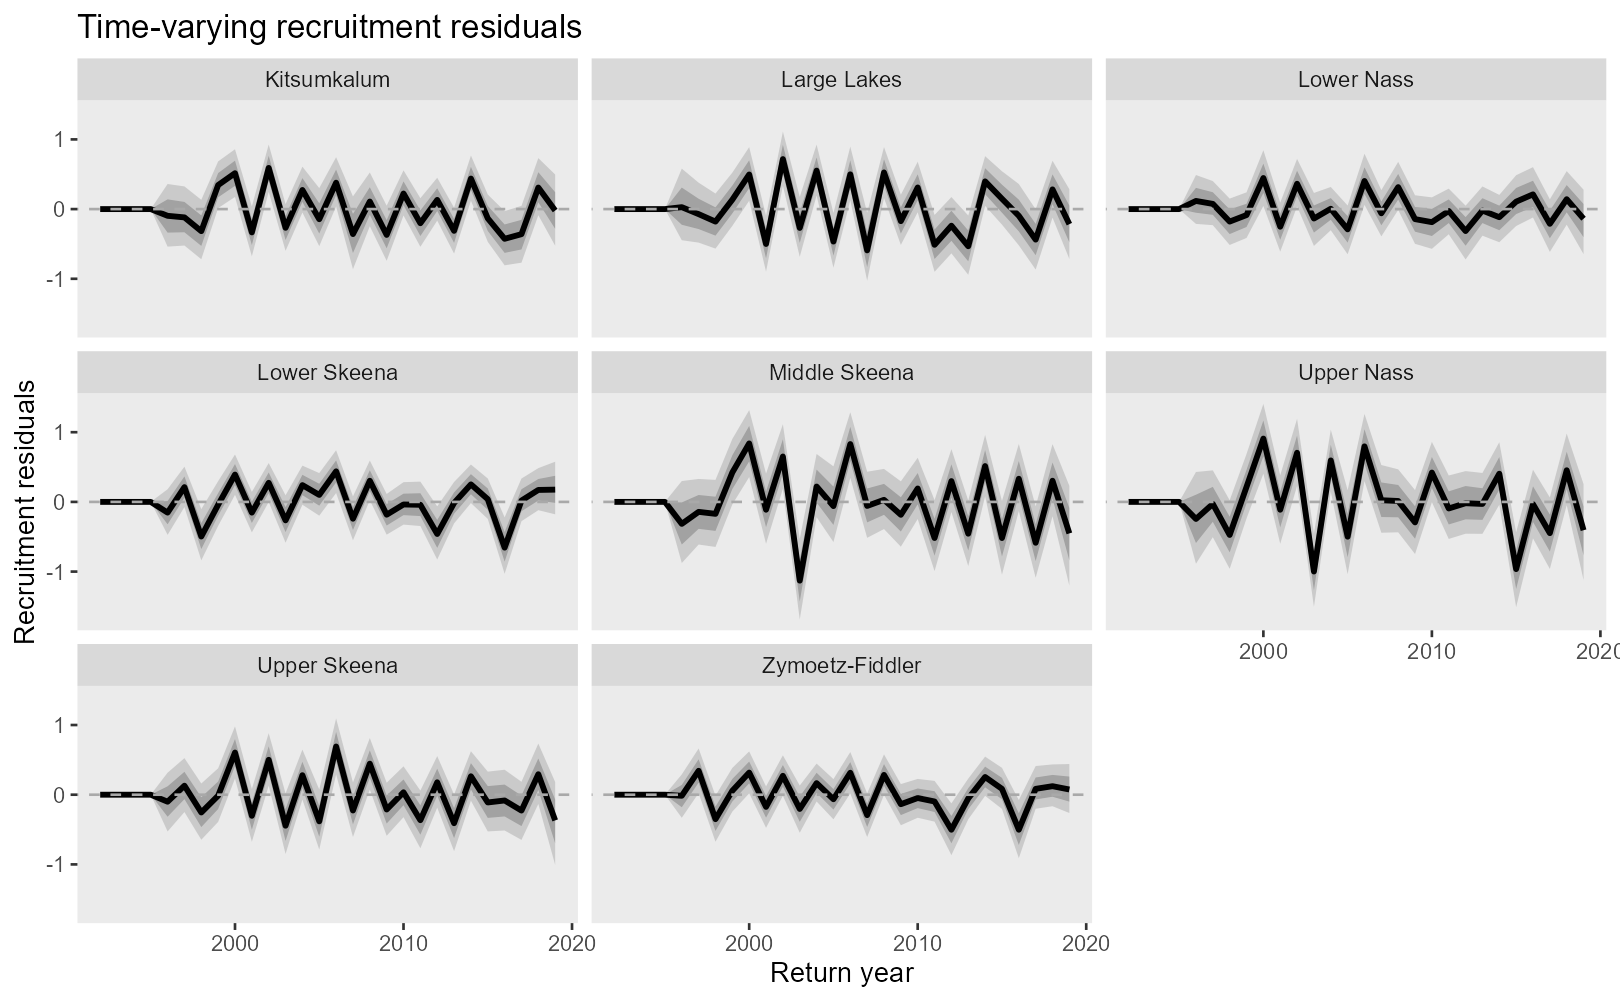 Time-varying recruitment residuals
Kitsumkalum
Large Lakes
Lower Nass
1
0
-1
Lower Skeena
Middle Skeena
Upper Nass
1
0
-1
2000
2010
202
Upper Skeena
Zymoetz-Fiddler
1
0
-1
2000
2010
2020
2000
2010
2020
Return year
Recruitment residuals